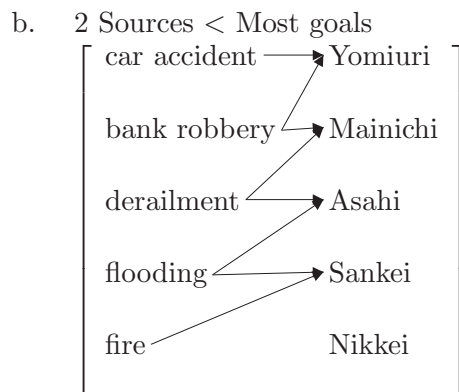 b. 2 Sources < Most goals
car accident Yomiuri
bank robbery Mainichi
derailment Asahi
flooding Sankei
fire Nikkei